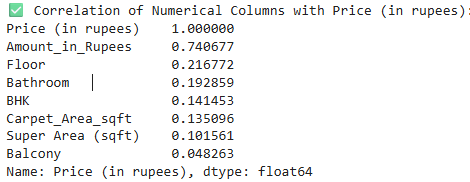 ✅ Correlation of Numerical Columns with Price (in rupees):
Price (in rupees)    1.000000
Amount_in_Rupees     0.740677
Floor                0.216772
Bathroom             0.192859
BHK                  0.141453
Carpet_Area_sqft     0.135096
Super Area (sqft)    0.101561
Balcony              0.048263
Name: Price (in rupees), dtype: float64